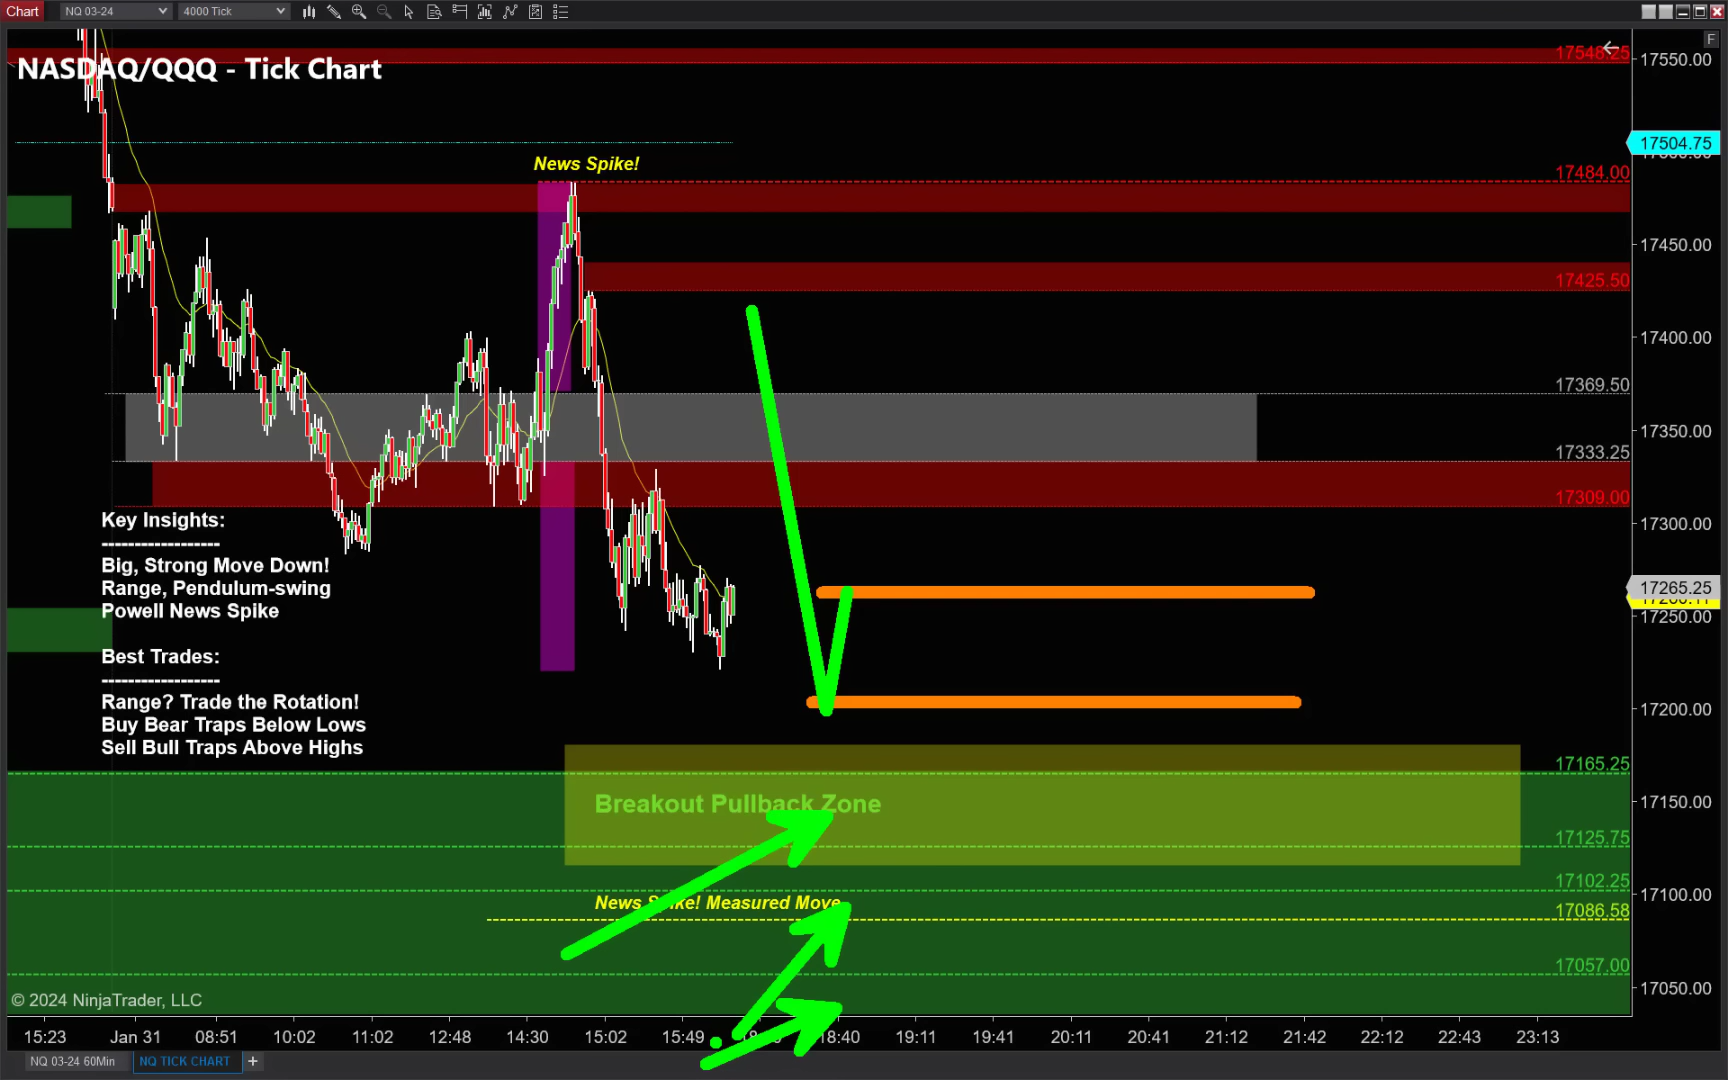 Chart
NQ 03-24
4000 Tick
F
NASDAQ/QQQ - Tick Chart
17548.25
17550.00
17504.75
News Spike!
17484.00
17450.00
17425.50
17400.00
17369.50
17350.00
17333.25
17309.00
17300.00
Key Insights:
------------------
Big, Strong Move Down!
Range, Pendulum-swing
Powell News Spike
17265.25
17250.00
Best Trades:
------------------
Range? Trade the Rotation!
Buy Bear Traps Below Lows
Sell Bull Traps Above Highs
17200.00
17165.25
17150.00
Breakout Pullback Zone
17125.75
17102.25
17100.00
News Spike! Measured Move
17086.58
17057.00
17050.00
© 2024 NinjaTrader, LLC
15:23 Jan 31 08:51 10:02 11:02 12:48 14:30 15:02 15:49 18:40 19:11 19:41 20:11 20:41 21:12 21:42 22:12 22:43 23:13
NQ 03-24 60Min
NQ TICK CHART
+